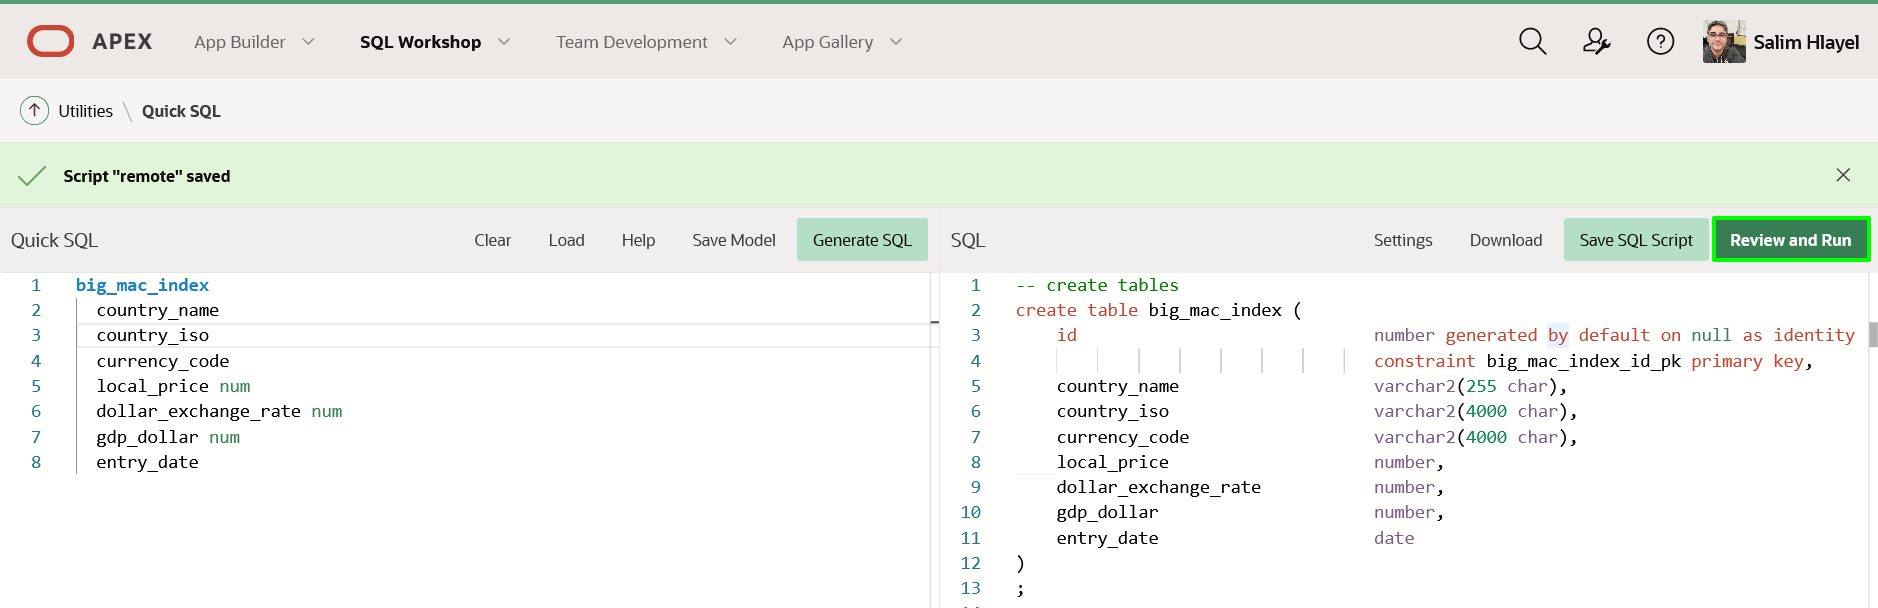 APEX App Builder SQL Workshop Team Development App Gallery Salim Hlayel
Utilities \ Quick SQL
Script "remote" saved
Quick SQL Clear Load Help Save Model Generate SQL
1 big_mac_index
2 country_name
3 country_iso
4 currency_code
5 local_price num
6 dollar_exchange_rate num
7 gdp_dollar num
8 entry_date
SQL Settings Download Save SQL Script Review and Run
1 -- create tables
2 create table big_mac_index (
3 id number generated by default on null as identity
4 constraint big_mac_index_id_pk primary key,
5 country_name varchar2(255 char),
6 country_iso varchar2(4000 char),
7 currency_code varchar2(4000 char),
8 local_price number,
9 dollar_exchange_rate number,
10 gdp_dollar number,
11 entry_date date
12 )
13 ;